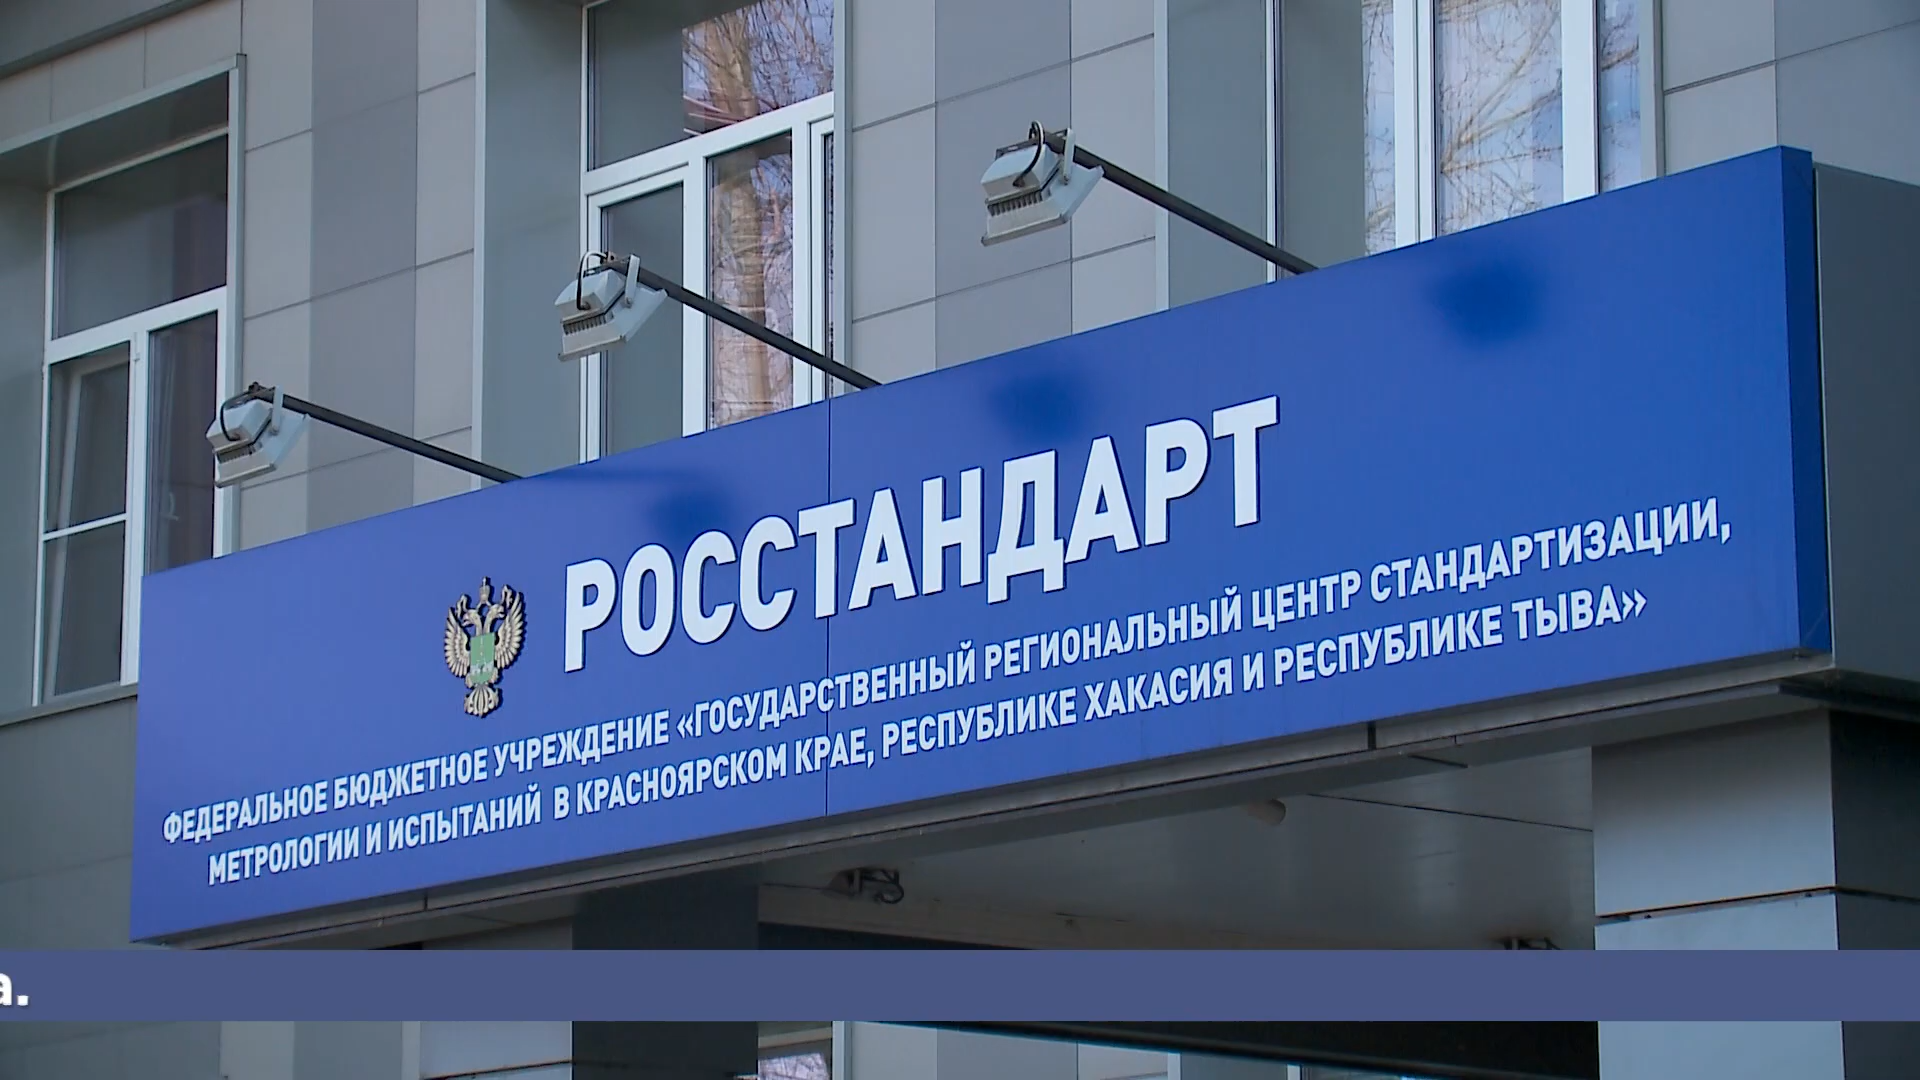 РОССТАНДАРТ
ФЕДЕРАЛЬНОЕ БЮДЖЕТНОЕ УЧРЕЖДЕНИЕ «ГОСУДАРСТВЕННЫЙ РЕГИОНАЛЬНЫЙ ЦЕНТР СТАНДАРТИЗАЦИИ,
МЕТРОЛОГИИ И ИСПЫТАНИЙ В КРАСНОЯРСКОМ КРАЕ, РЕСПУБЛИКЕ ХАКАСИЯ И РЕСПУБЛИКЕ ТЫВА»
а.